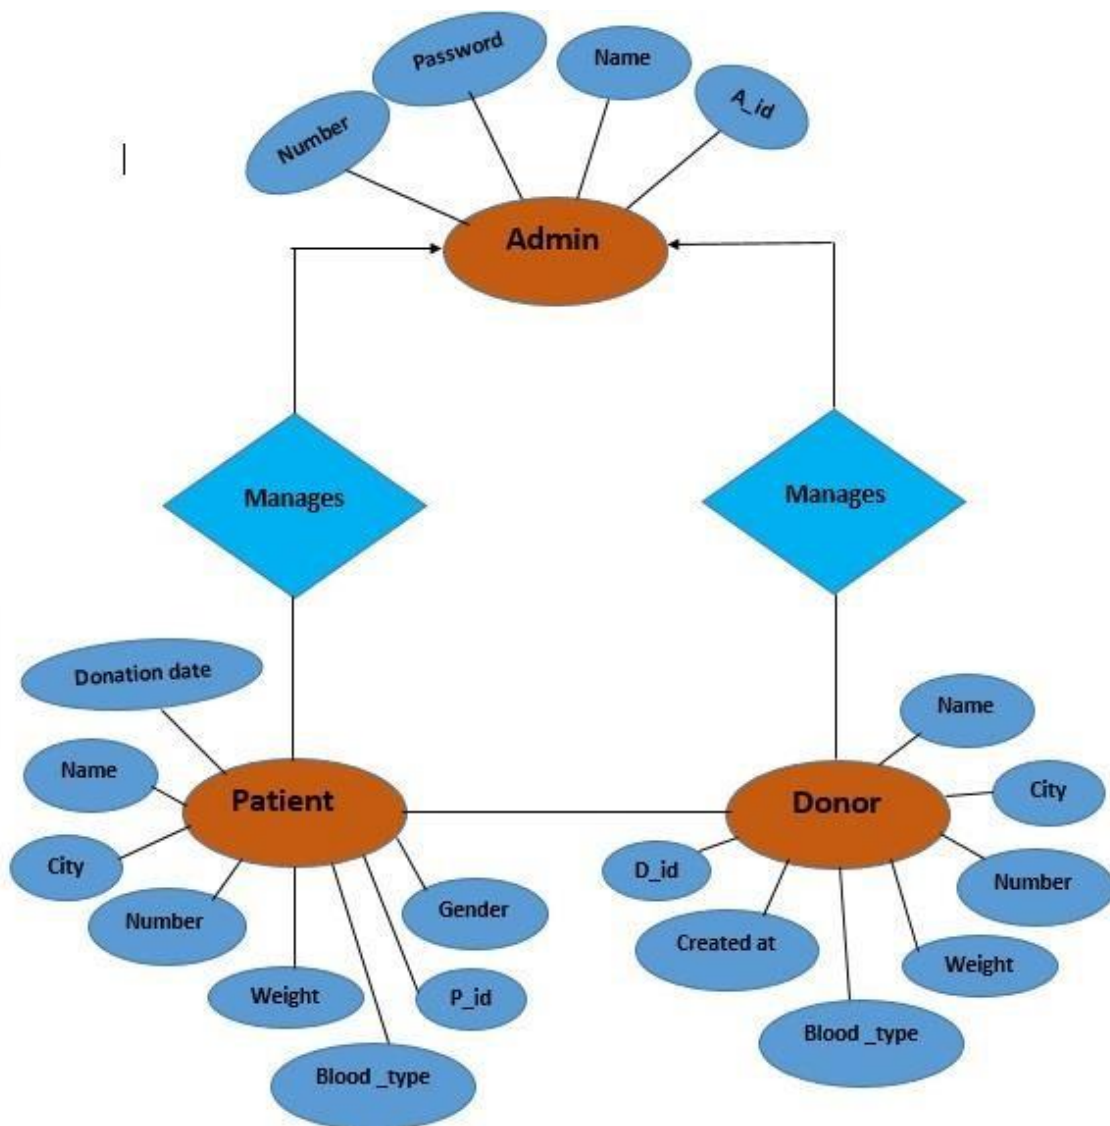 Password
Name
A_id
Number
Admin
Manages
Manages
Donation date
Name
Name
City
Patient
Donor
City
D_id
Number
Number
Gender
Created at
Weight
Weight
P_id
Blood _type
Blood _type